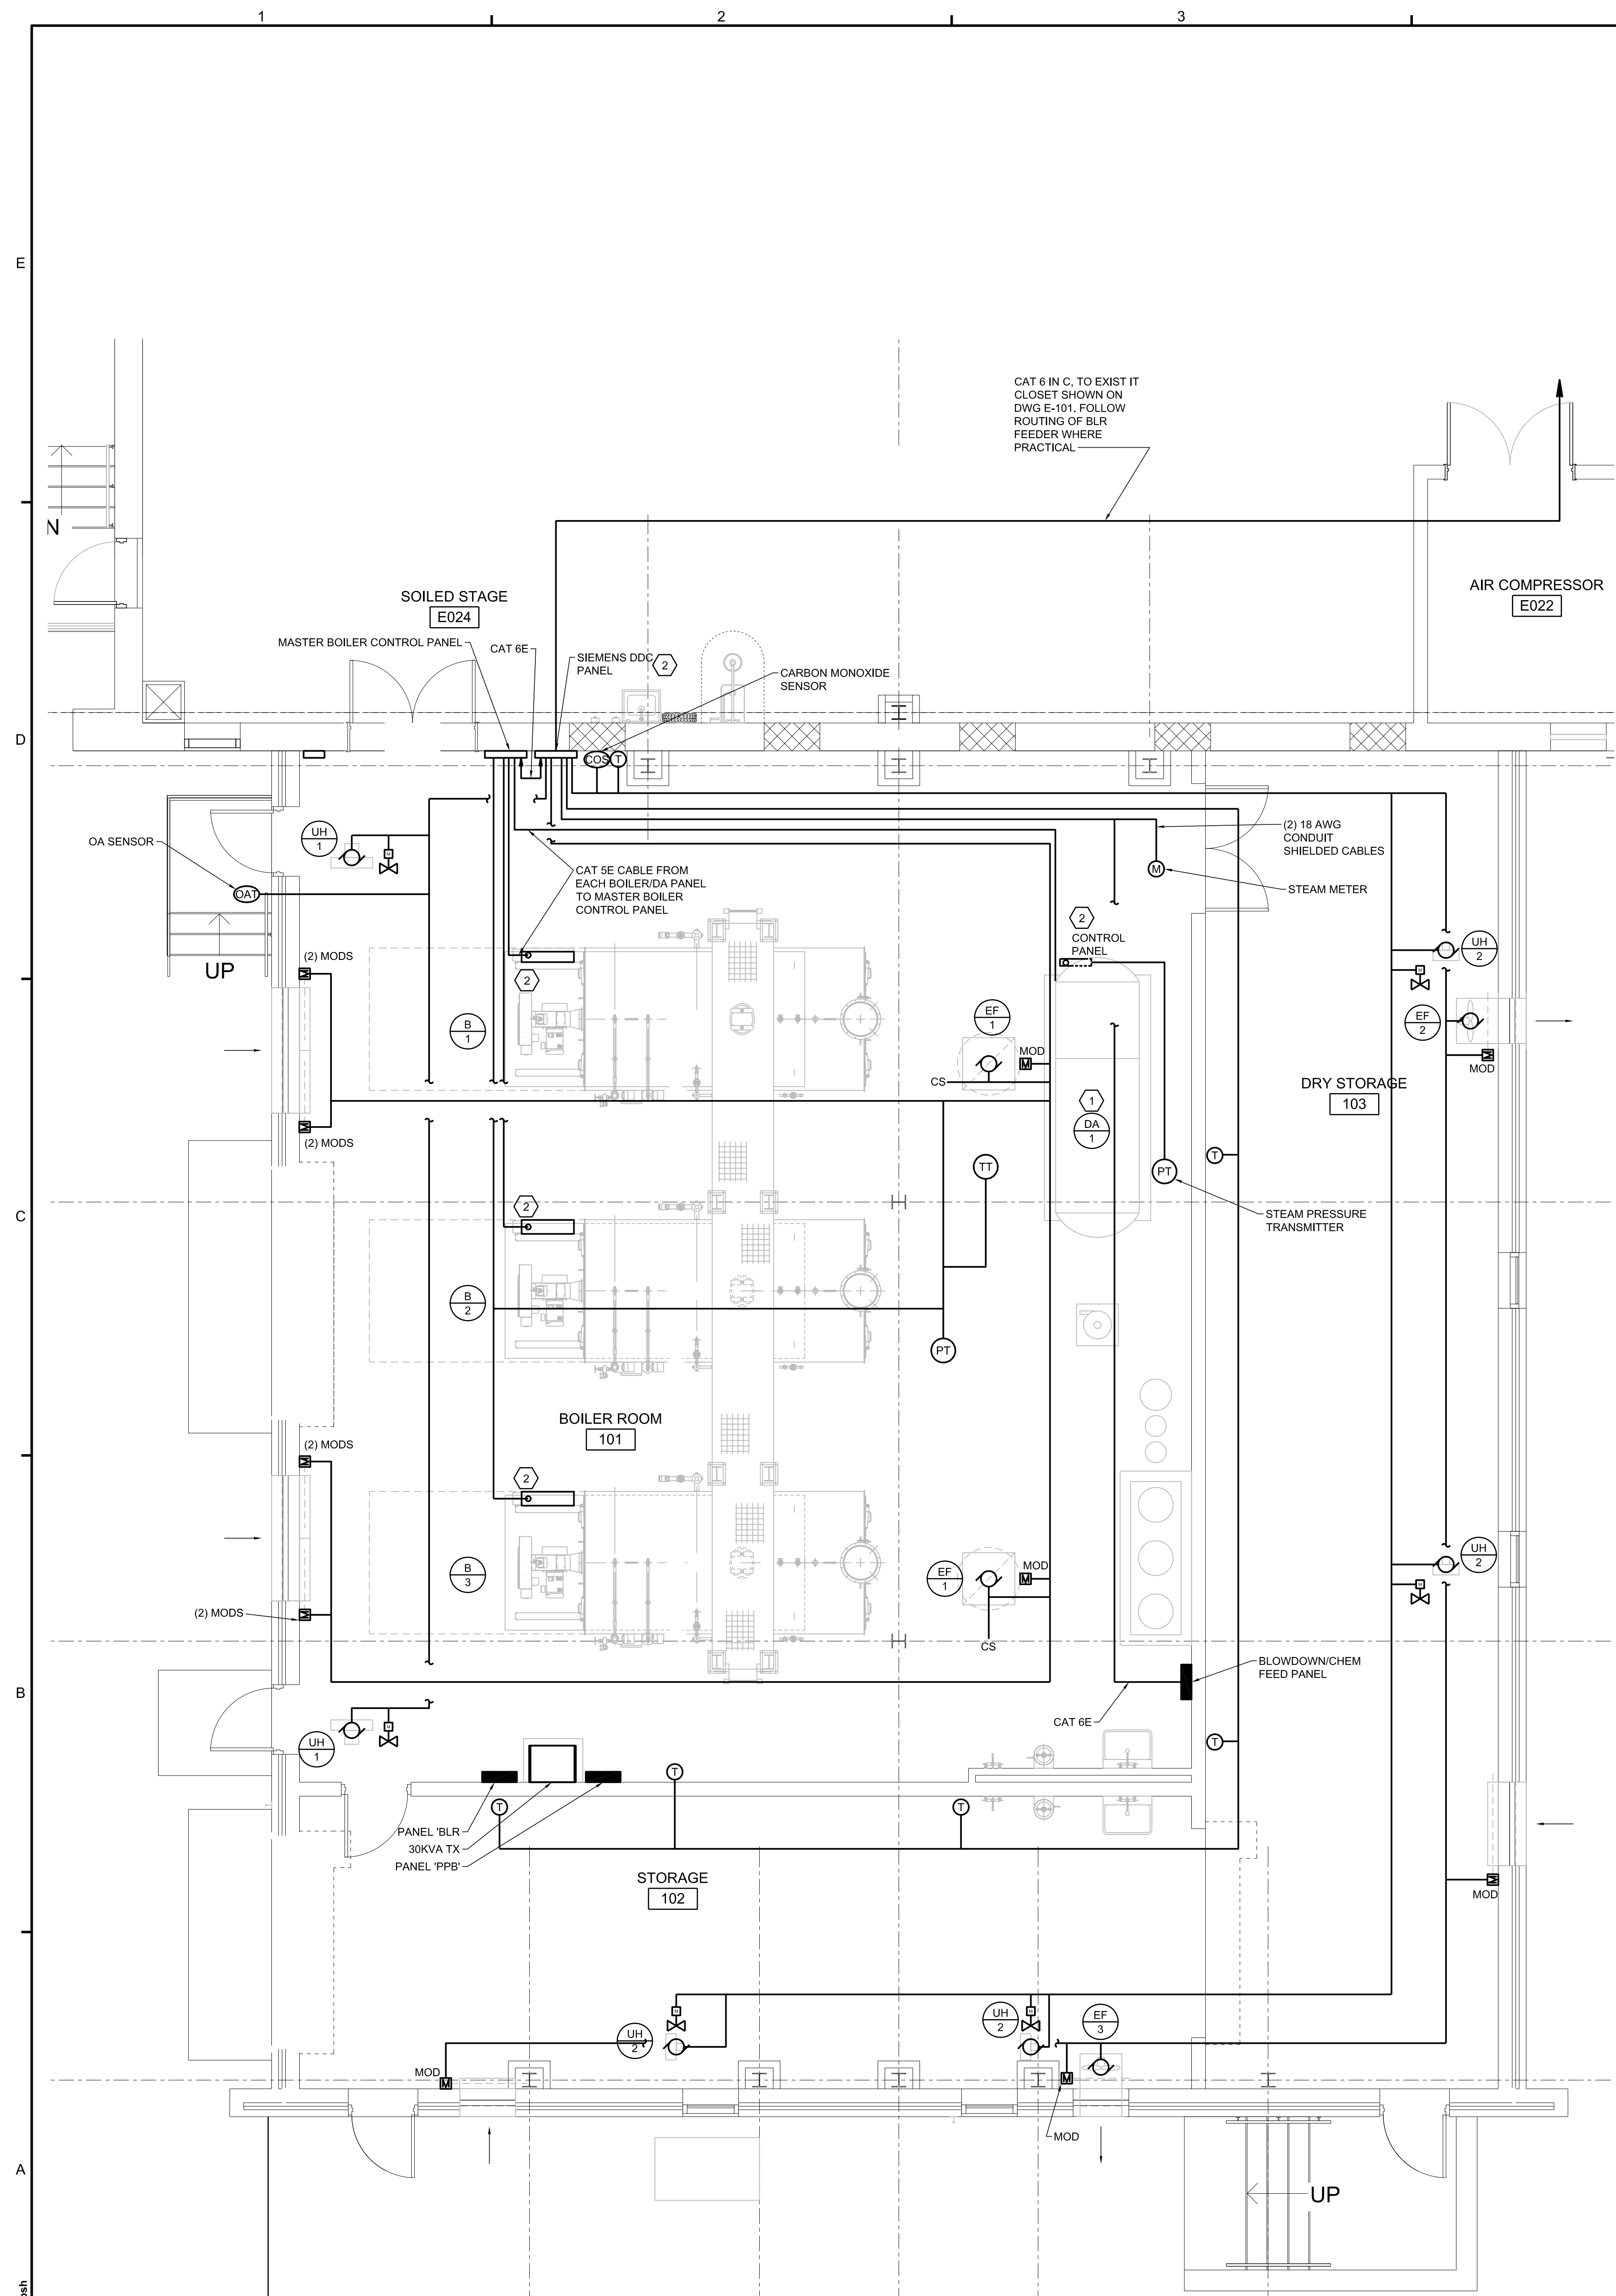 1
2
3
E
D
C
B
A
CAT 6 IN C, TO EXIST IT
CLOSET SHOWN ON
DWG E-101. FOLLOW
ROUTING OF BLR
FEEDER WHERE
PRACTICAL
N
SOILED STAGE
E024
AIR COMPRESSOR
E022
MASTER BOILER CONTROL PANEL
CAT 6E
SIEMENS DDC
PANEL
2
CARBON MONOXIDE
SENSOR
COS
T
UH
1
OA SENSOR
OAT
UP
CAT 5E CABLE FROM
EACH BOILER/DA PANEL
TO MASTER BOILER
CONTROL PANEL
(2) 18 AWG
CONDUIT
SHIELDED CABLES
M
STEAM METER
2
CONTROL
PANEL
UH
2
(2) MODS
M
2
B
1
EF
1
MOD
M
CS
EF
2
M
MOD
DRY STORAGE
103
1
DA
1
M
(2) MODS
TT
PT
T
2
STEAM PRESSURE
TRANSMITTER
B
2
PT
BOILER ROOM
101
(2) MODS
M
2
B
3
EF
1
MOD
M
CS
UH
2
(2) MODS
M
BLOWDOWN/CHEM
FEED PANEL
CAT 6E
UH
1
T
T
T
T
PANEL 'BLR
30KVA TX
PANEL 'PPB'
STORAGE
102
M
MOD
UH
2
UH
2
EF
3
MOD
M
M
MOD
UP
osh